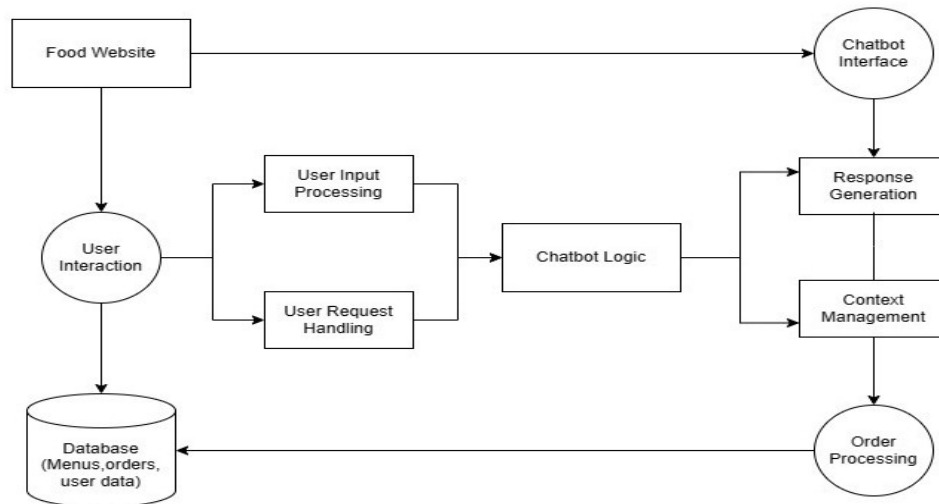 Food Website
Chatbot
Interface
User Input
Processing
Response
Generation
User
Interaction
Chatbot Logic
User Request
Handling
Context
Management
Database
(Menus,orders,
user data)
Order
Processing